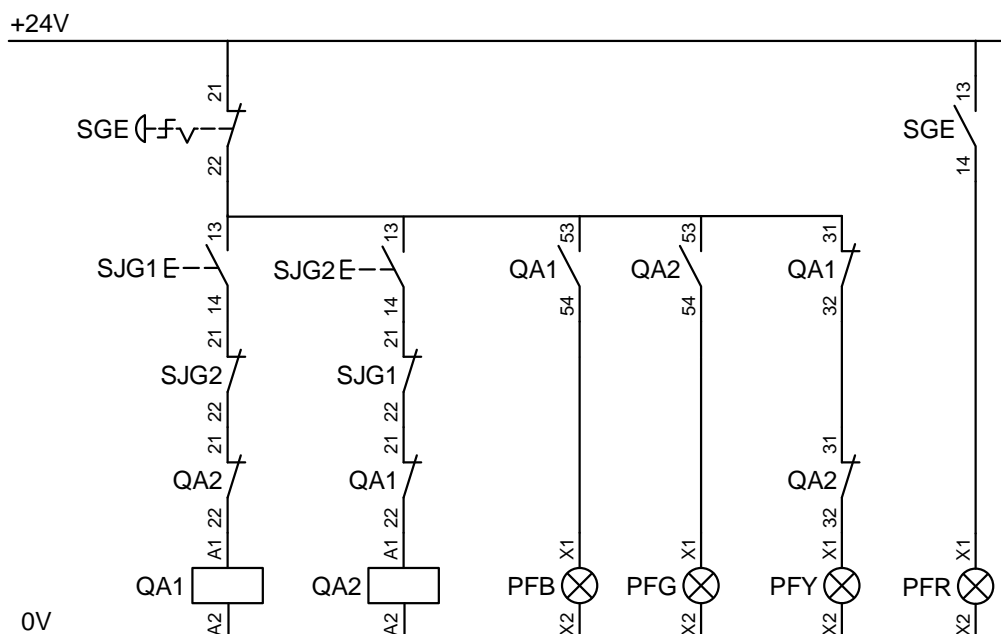 +24V
21
13
SGE
SGE
22
14
13
13
53
53
31
SJG1
SJG2
QA1
QA2
QA1
14
14
54
54
32
21
21
SJG2
SJG1
22
22
21
21
31
QA2
QA1
QA2
22
22
32
A1
A1
X1
X1
X1
X1
QA1
QA2
PFB
PFG
PFY
PFR
0V
A2
A2
X2
X2
X2
X2